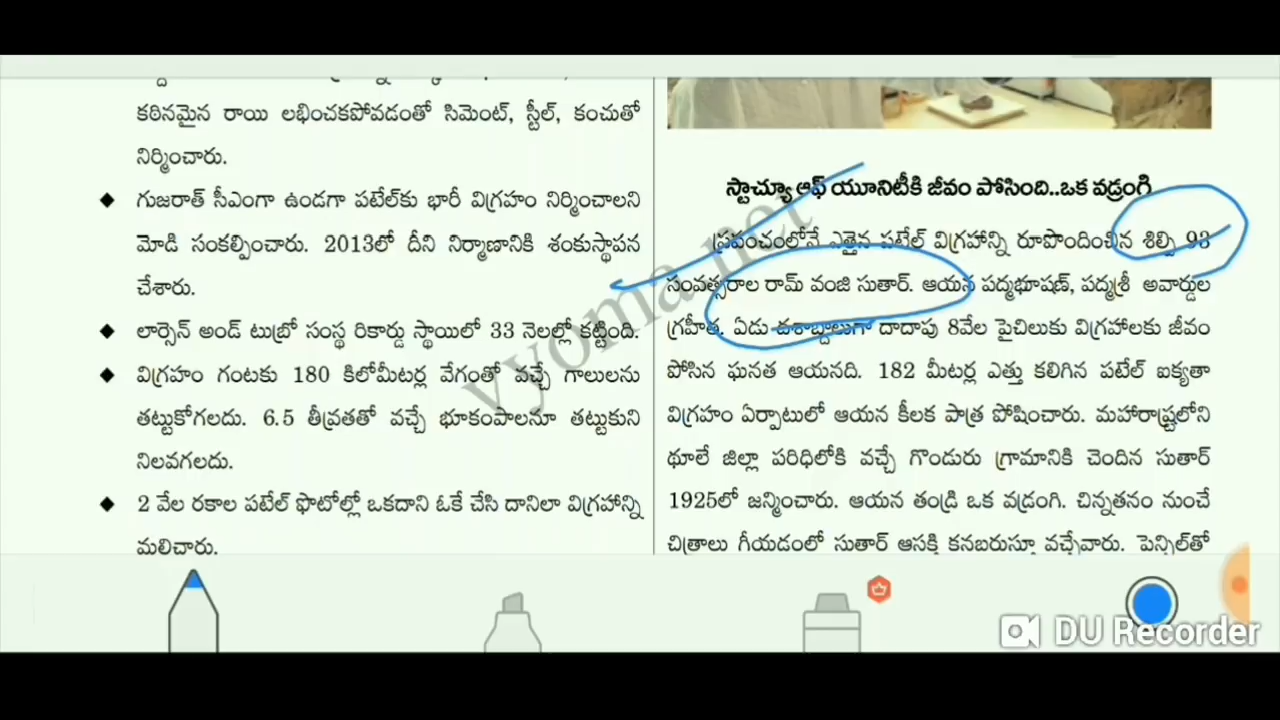 కఠినమైన రాయి లభించకపోవడంతో సిమెంట్, స్టీల్, కంచుతో
నిర్మించారు.
◆ గుజరాత్ సీఎంగా ఉండగా పటేల్‌కు భారీ విగ్రహం నిర్మించాలని
మోడి సంకల్పించారు. 2013లో దీని నిర్మాణానికి శంకుస్థాపన
చేశారు.
◆ లార్సెన్ అండ్ టుబ్రో సంస్థ రికార్డు స్థాయిలో 33 నెలల్లో కట్టింది.
◆ విగ్రహం గంటకు 180 కిలోమీటర్ల వేగంతో వచ్చే గాలులను
తట్టుకోగలదు. 6.5 తీవ్రతతో వచ్చే భూకంపాలనూ తట్టుకుని
నిలవగలదు.
◆ 2 వేల రకాల పటేల్ ఫొటోల్లో ఒకదాని ఓకే చేసి దానిలా విగ్రహాన్ని
మలిచారు.
స్టాచ్యూ ఆఫ్ యూనిటీకి జీవం పోసింది..ఒక వడ్రంగి
ప్రపంచంలోనే ఎత్తైన పటేల్ విగ్రహాన్ని రూపొందించిన శిల్పి 93
సంవత్సరాల రామ్ వంజి సుతార్. ఆయన పద్మభూషణ్, పద్మశ్రీ అవార్డుల
గ్రహీత. ఏడు దశాబ్దాలుగా దాదాపు 8వేల పైచిలుకు విగ్రహాలకు జీవం
పోసిన ఘనత ఆయనది. 182 మీటర్ల ఎత్తు కలిగిన పటేల్ ఐక్యతా
విగ్రహం ఏర్పాటులో ఆయన కీలక పాత్ర పోషించారు. మహారాష్ట్రలోని
థూలే జిల్లా పరిధిలోకి వచ్చే గొండురు గ్రామానికి చెందిన సుతార్
1925లో జన్మించారు. ఆయన తండ్రి ఒక వడ్రంగి. చిన్నతనం నుంచే
చిత్రాలు గీయడంలో సుతార్ ఆసక్తి కనబరుస్తూ వచ్చేవారు. పెన్సిల్‌తో
vyoma.net
DU Recorder